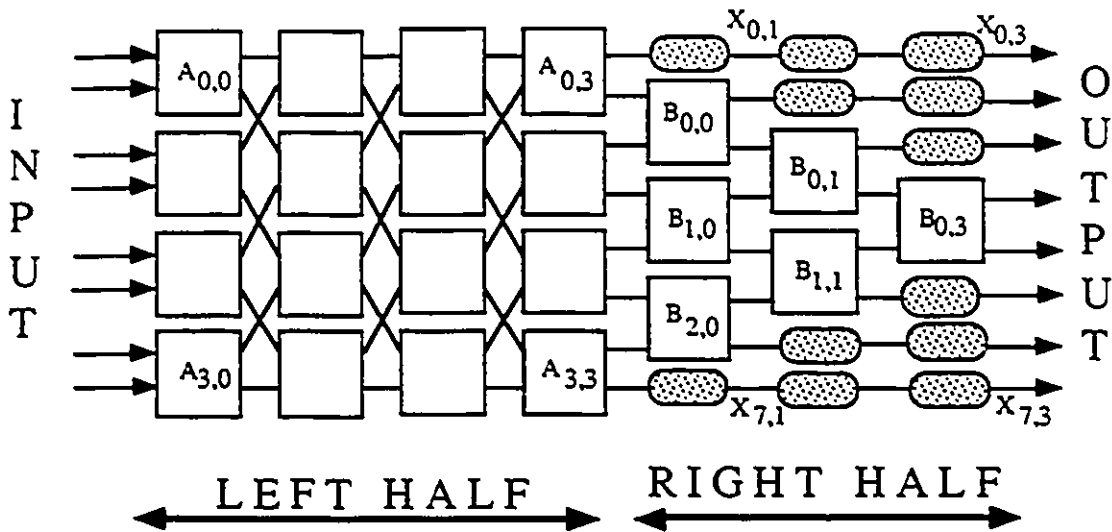 INPUT
A0,0
A3,0
A0,3
A3,3
B0,0
B1,0
B2,0
B0,1
B1,1
B0,3
X0,1
X0,3
X7,1
X7,3
OUTPUT
LEFT HALF
RIGHT HALF